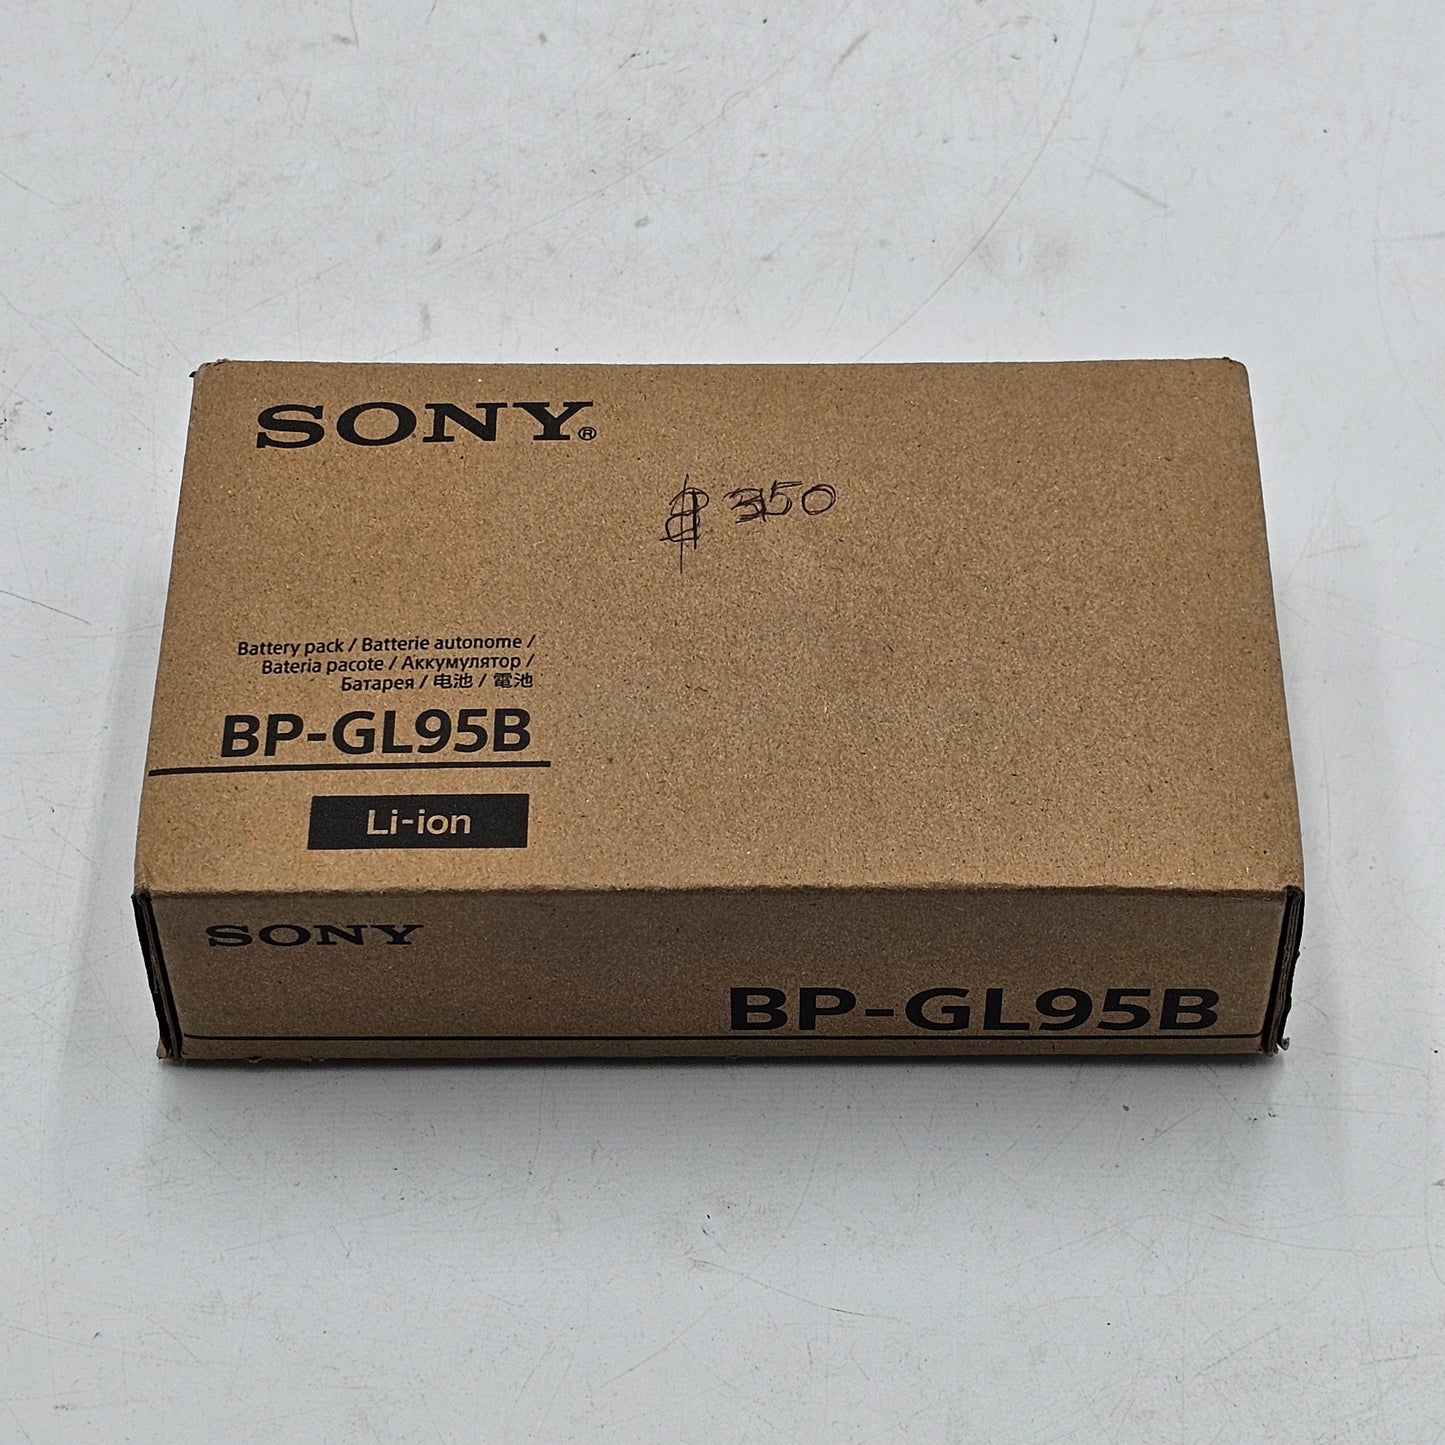 SONY®
$ 350
Battery pack / Batterie autonome /
Bateria pacote / Аккумулятор /
Батарея / 电池 / 電池
BP-GL95B
Li-ion
SONY
BP-GL95B